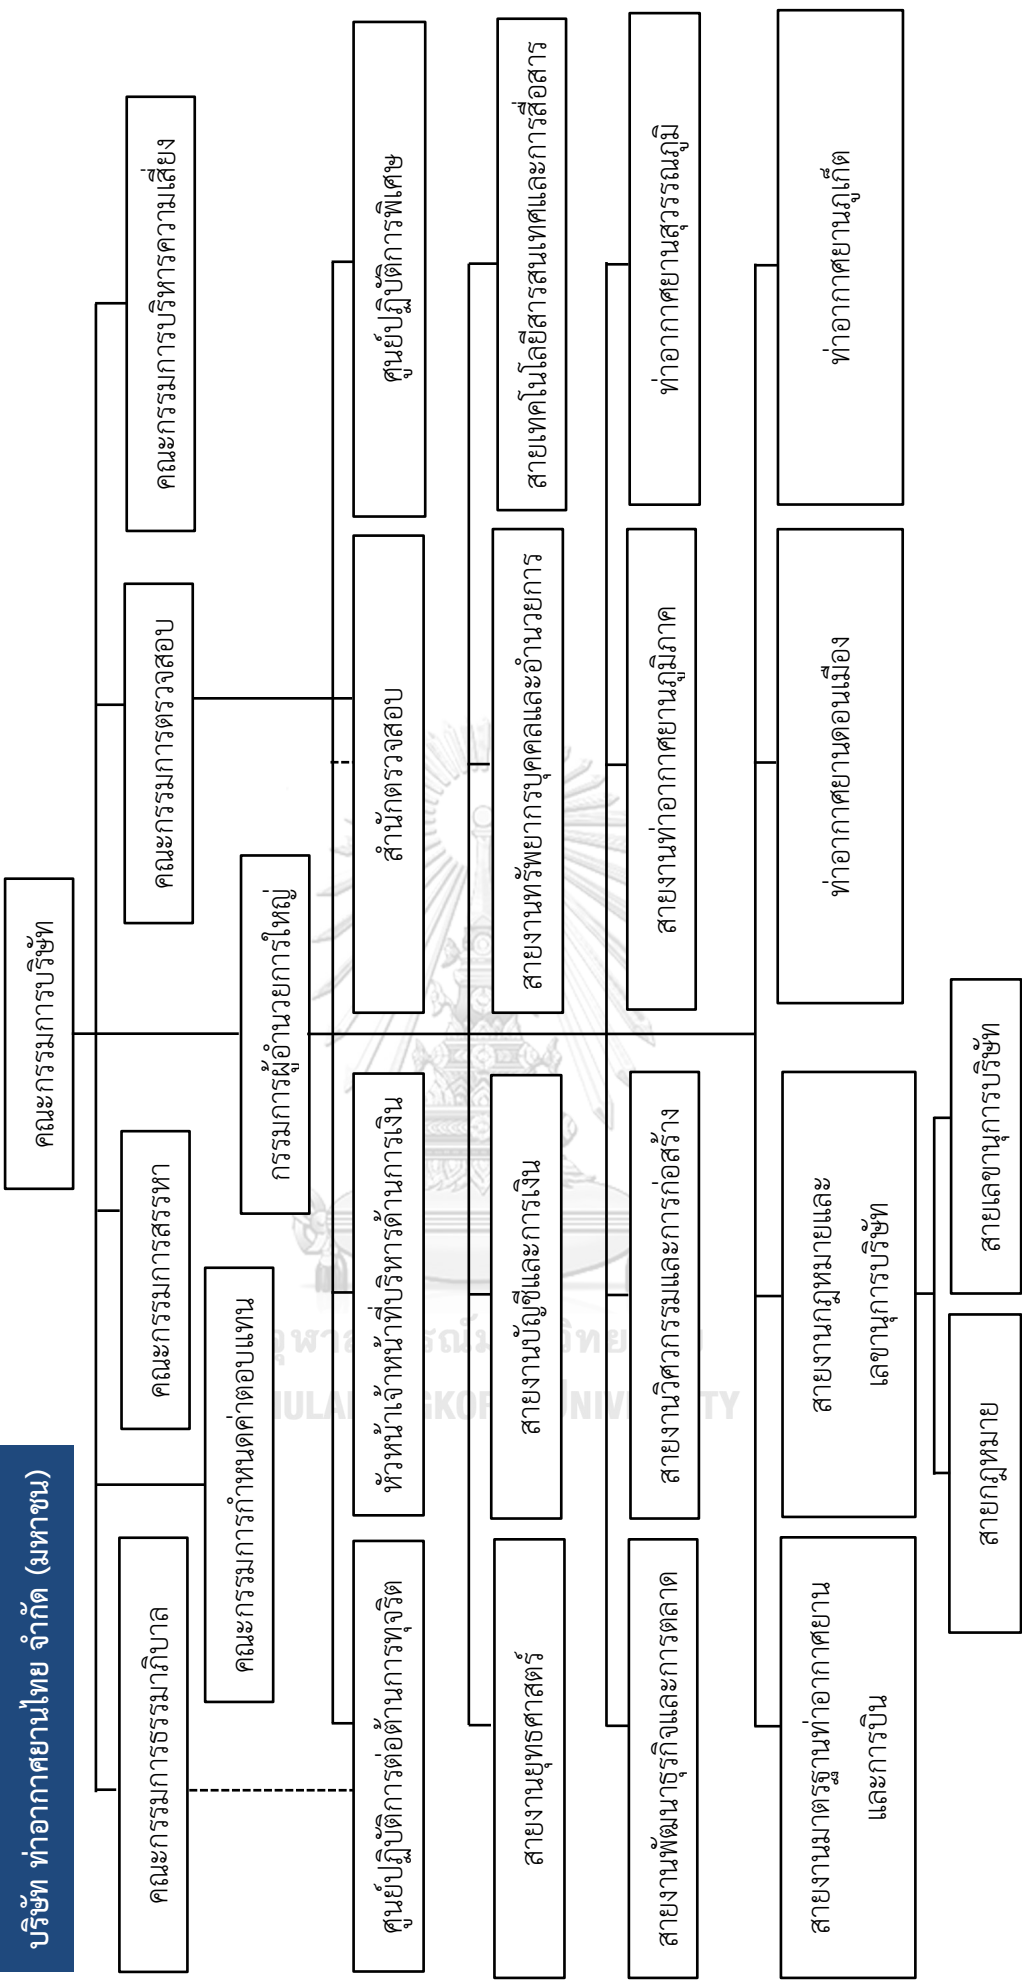 บริษัท ท่าอากาศยานไทย จำกัด (มหาชน)
คณะกรรมการบริษัท
คณะกรรมการธรรมาภิบาล
คณะกรรมการสรรหา
คณะกรรมการตรวจสอบ
คณะกรรมการบริหารความเสี่ยง
คณะกรรมการกำหนดค่าตอบแทน
กรรมการผู้อำนวยการใหญ่
ศูนย์ปฏิบัติการต่อต้านการทุจริต
หัวหน้าเจ้าหน้าที่บริหารด้านการเงิน
สำนักตรวจสอบ
ศูนย์ปฏิบัติการพิเศษ
สายงานยุทธศาสตร์
สายงานบัญชีและการเงิน
สายงานทรัพยากรบุคคลและอำนวยการ
สายเทคโนโลยีสารสนเทศและการสื่อสาร
สายงานพัฒนาธุรกิจและการตลาด
สายงานวิศวกรรมและการก่อสร้าง
สายงานท่าอากาศยานภูมิภาค
ท่าอากาศยานสุวรรณภูมิ
สายงานมาตรฐานท่าอากาศยาน
และการบิน
สายงานกฎหมายและ
เลขานุการบริษัท
ท่าอากาศยานดอนเมือง
ท่าอากาศยานภูเก็ต
สายกฎหมาย
สายเลขานุการบริษัท